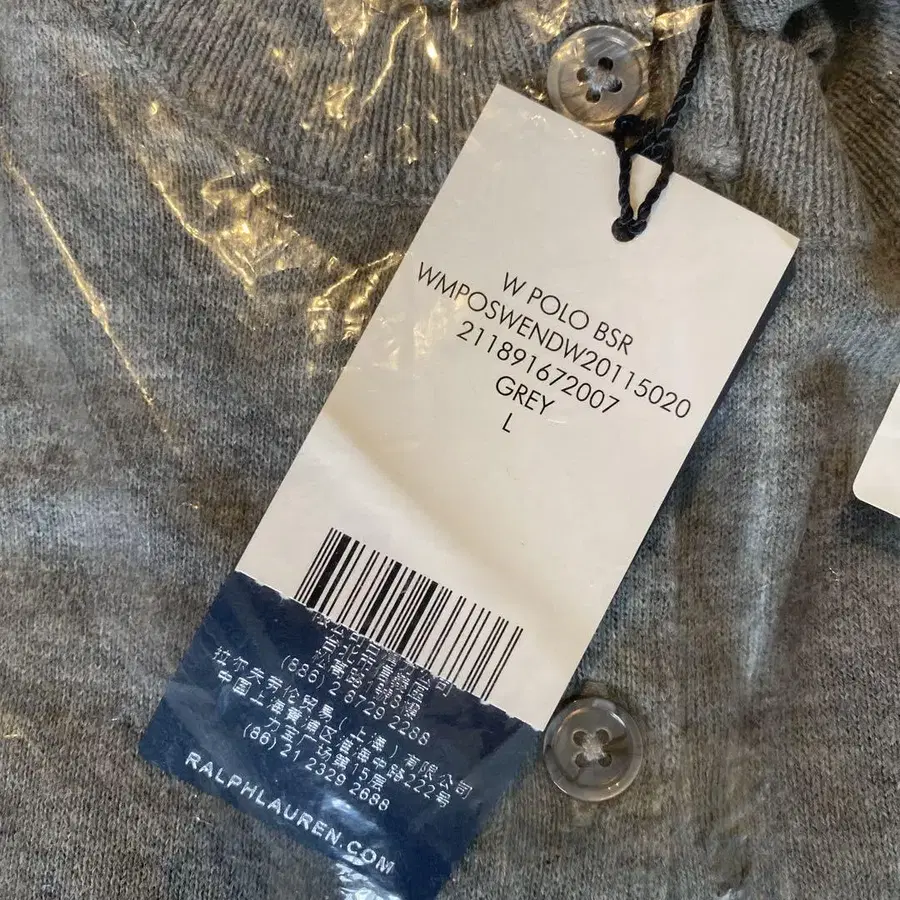 W POLO BSR
WMPOSWENDW20115020
211891672007
GREY
L
(886) 2 6729 2288
拉尔夫劳伦贸易(上海)有限公司
中国上海黄浦区淮海中路222号
力宝广场第15层
(86) 21 2329 2688
RALPHLAUREN.COM